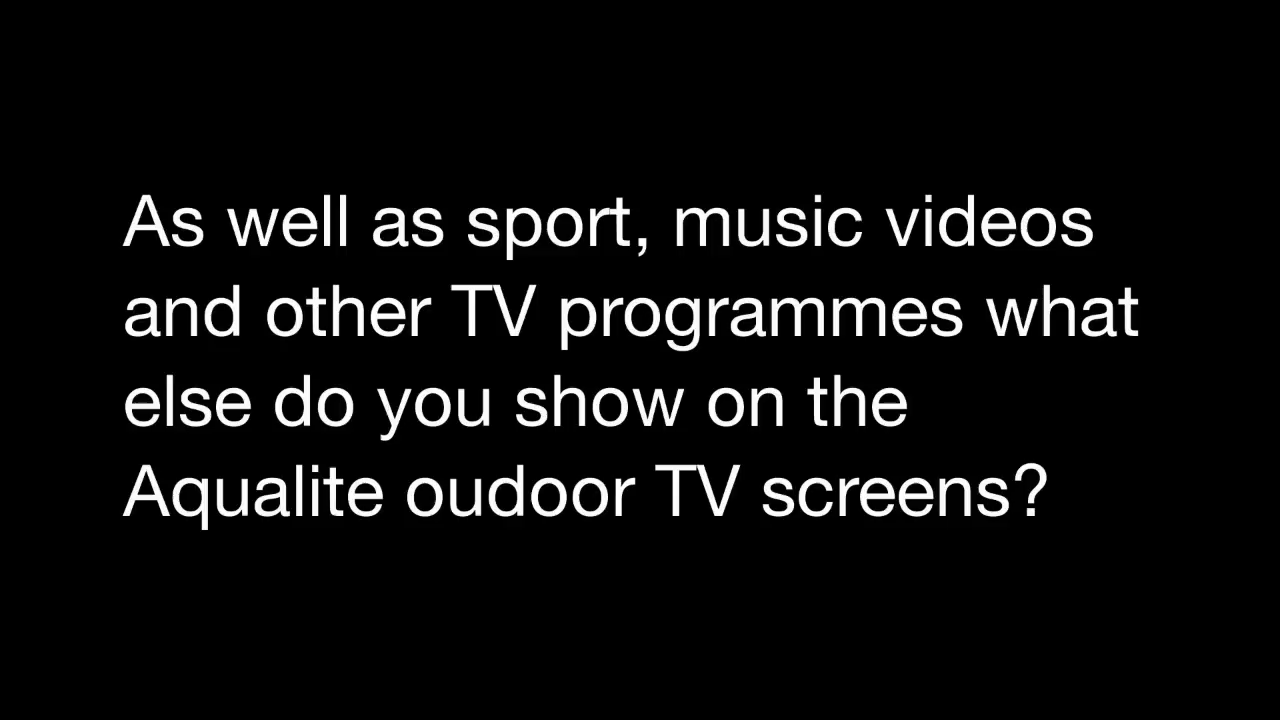 As well as sport, music videos
and other TV programmes what
else do you show on the
Aqualite oudoor TV screens?